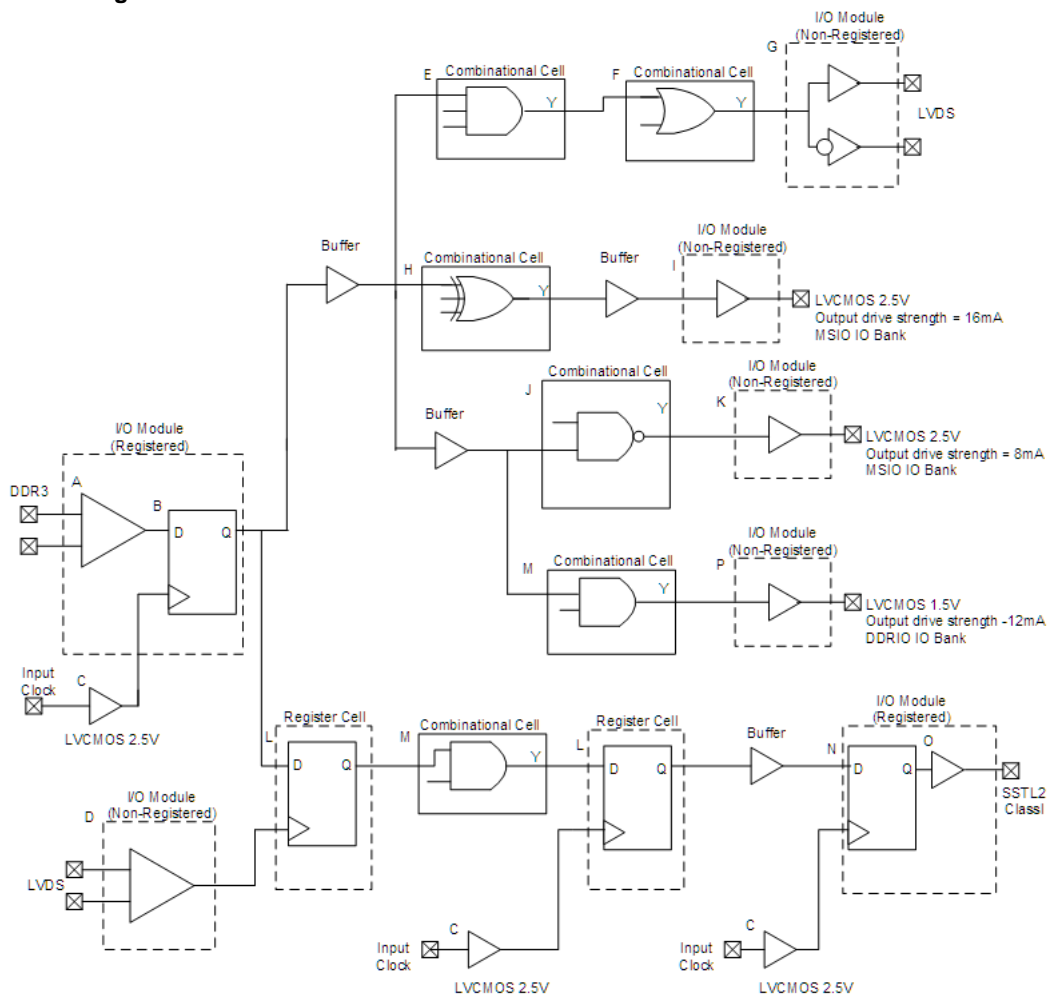 I/O Module
(Non-Registered)
G
E
Combinational Cell
F
Combinational Cell
Y
Y
LVDS
I/O Module
(Non-Registered)
Buffer
H
Combinational Cell
Buffer
I
Y
LVCMOS 2.5V
Output drive strength = 16mA
MSIO IO Bank
Combinational Cell
I/O Module
(Non-Registered)
J
Y
K
Buffer
LVCMOS 2.5V
Output drive strength = 8mA
MSIO IO Bank
I/O Module
(Registered)
A
DDR3
B
D
Q
I/O Module
(Non-Registered)
Combinational Cell
M
Y
P
LVCMOS 1.5V
Output drive strength -12mA
DDRIO IO Bank
Input
Clock
C
LVCMOS 2.5V
Register Cell
L
D
Q
Combinational Cell
M
Y
Register Cell
L
D
Q
Buffer
I/O Module
(Registered)
N
D
Q
O
SSTL2
ClassI
I/O Module
(Non-Registered)
D
LVDS
Input
Clock
C
LVCMOS 2.5V
Input
Clock
C
LVCMOS 2.5V